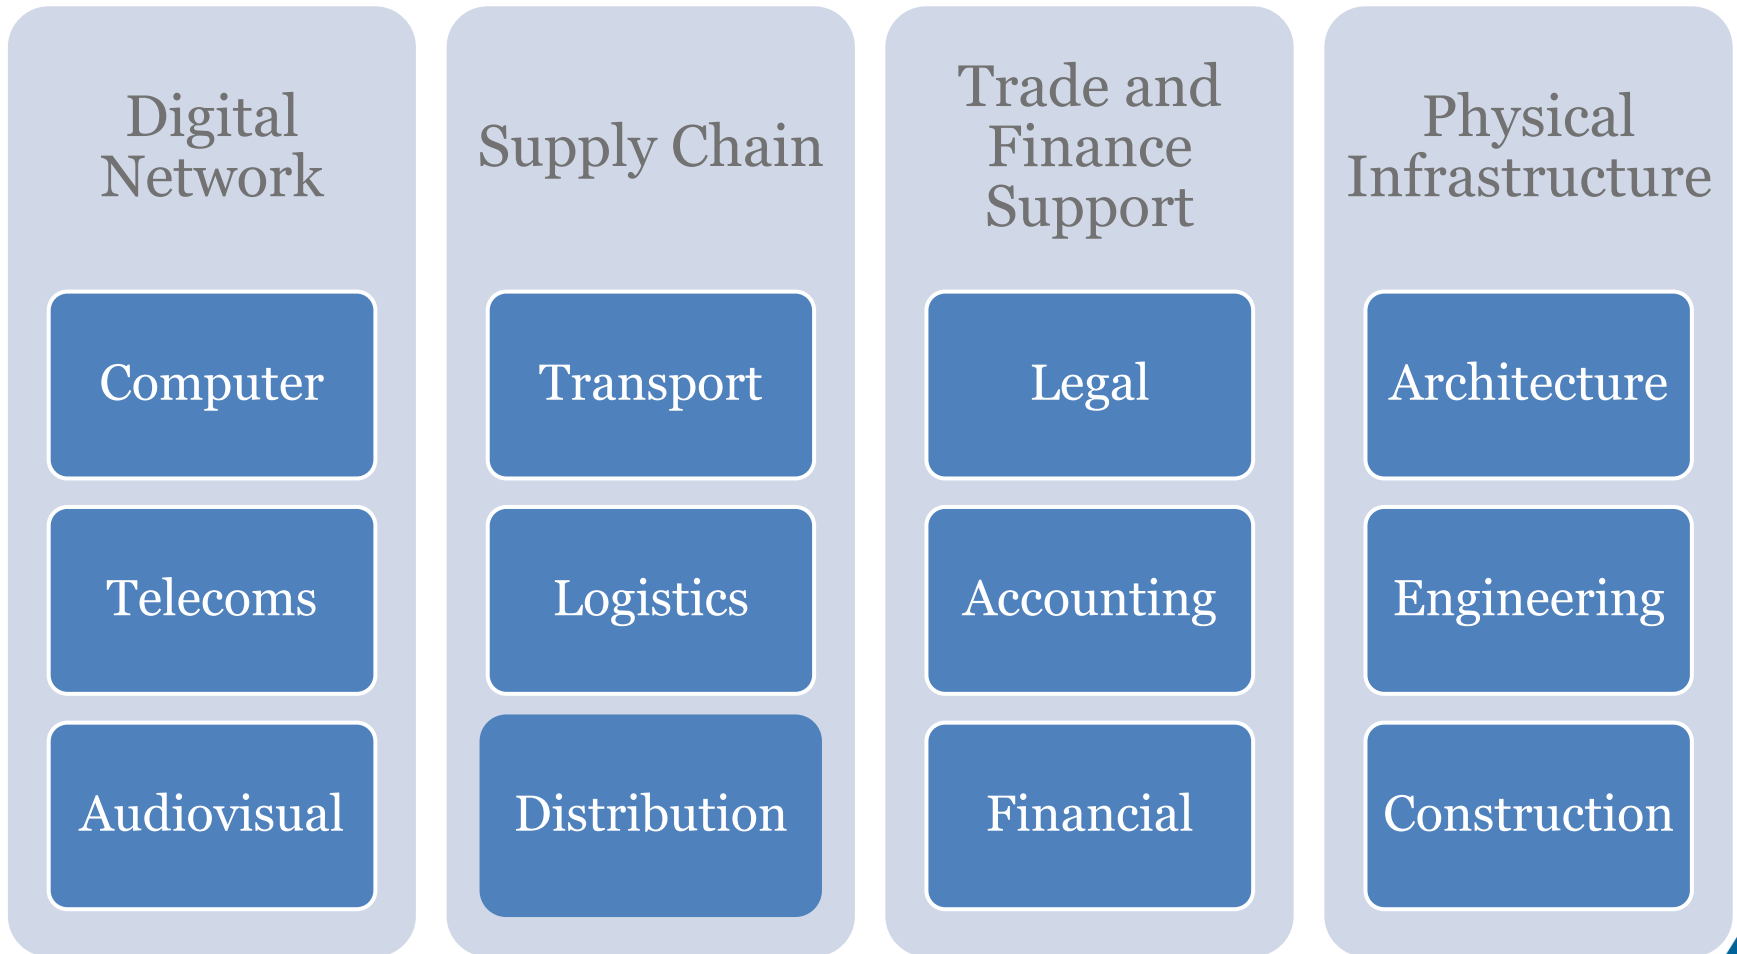 Digital
Network
Computer
Telecoms
Audiovisual
Supply Chain
Transport
Logistics
Distribution
Trade and
Finance
Support
Legal
Accounting
Financial
Physical
Infrastructure
Architecture
Engineering
Construction